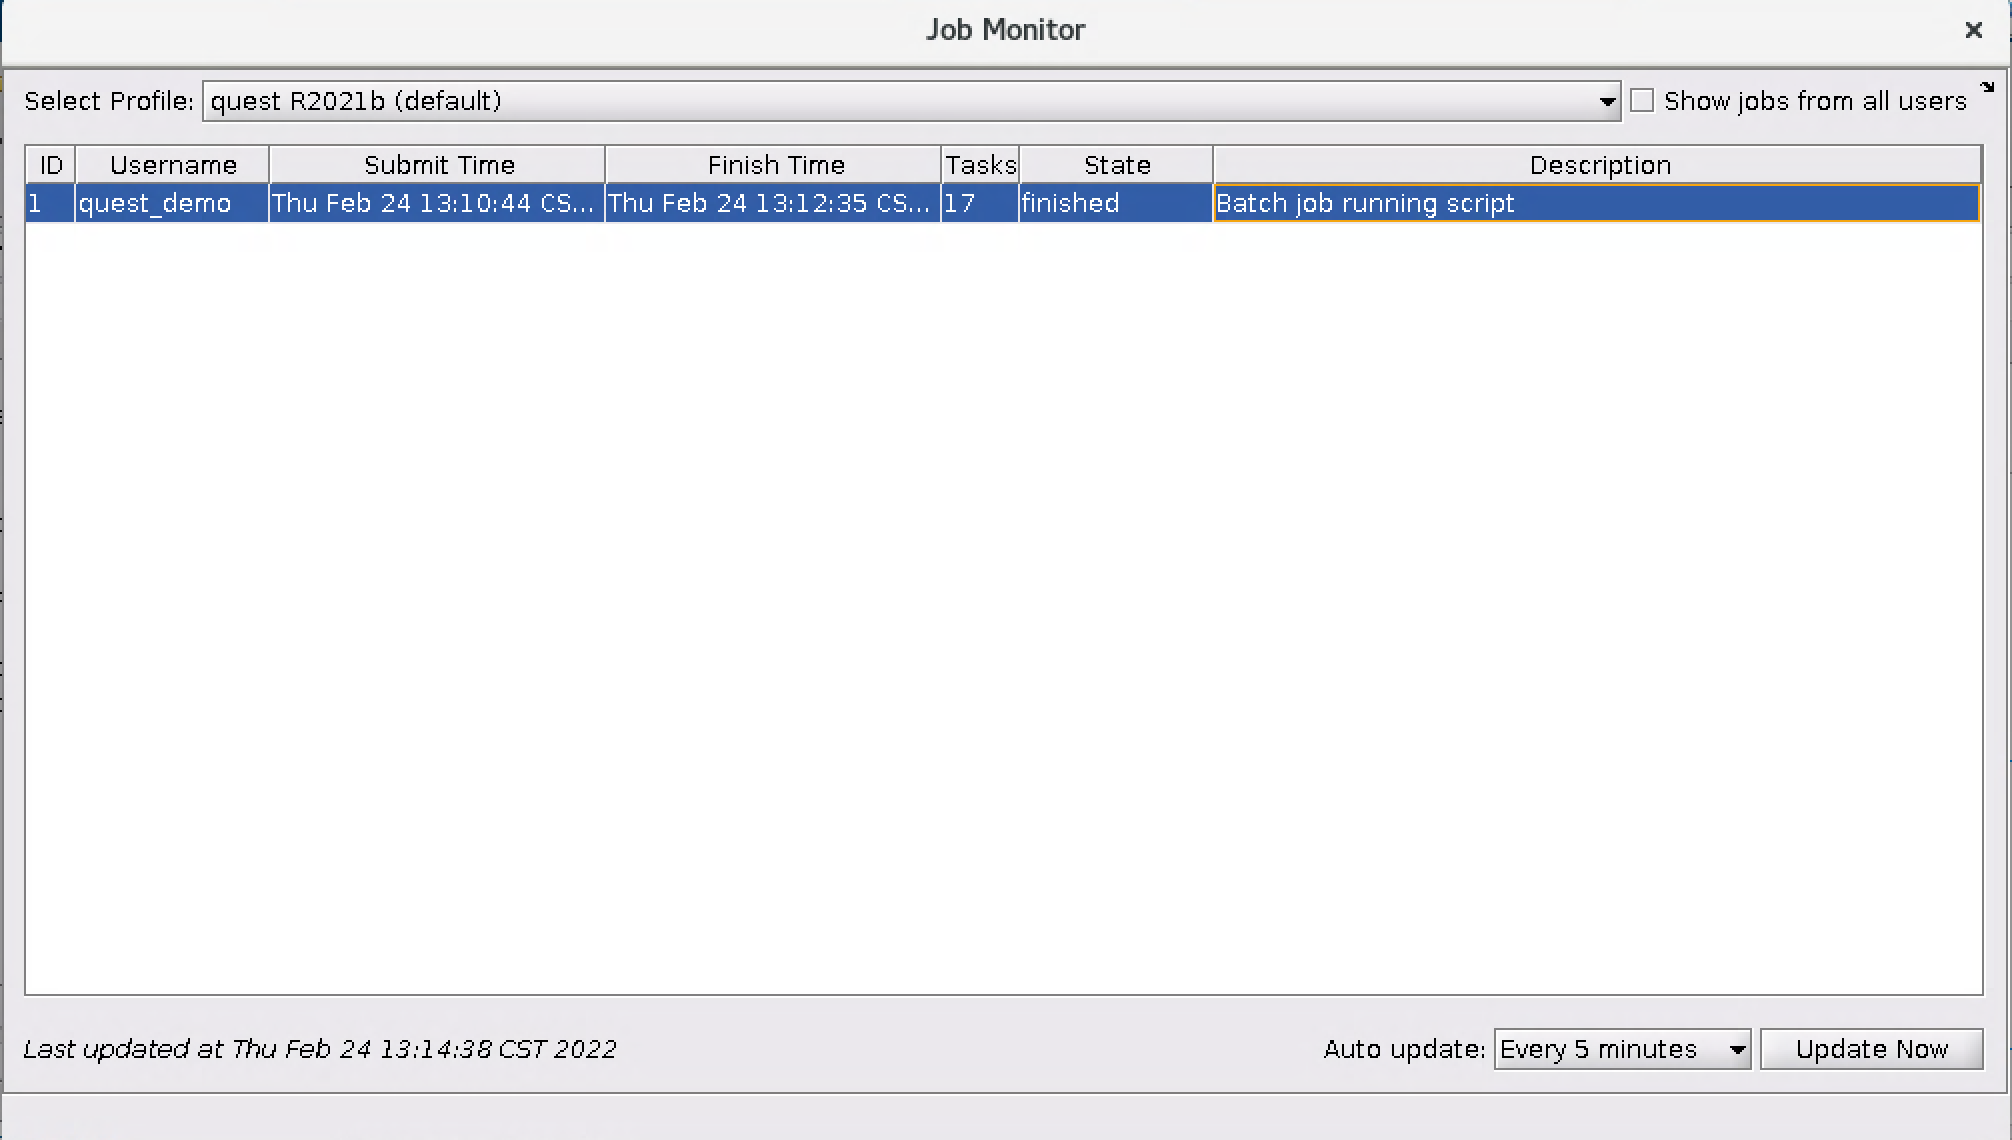 Job Monitor
Select Profile: quest R2021b (default) Show jobs from all users
ID Username Submit Time Finish Time Tasks State Description
1 quest_demo Thu Feb 24 13:10:44 CS... Thu Feb 24 13:12:35 CS... 17 finished Batch job running script
Last updated at Thu Feb 24 13:14:38 CST 2022 Auto update: Every 5 minutes Update Now